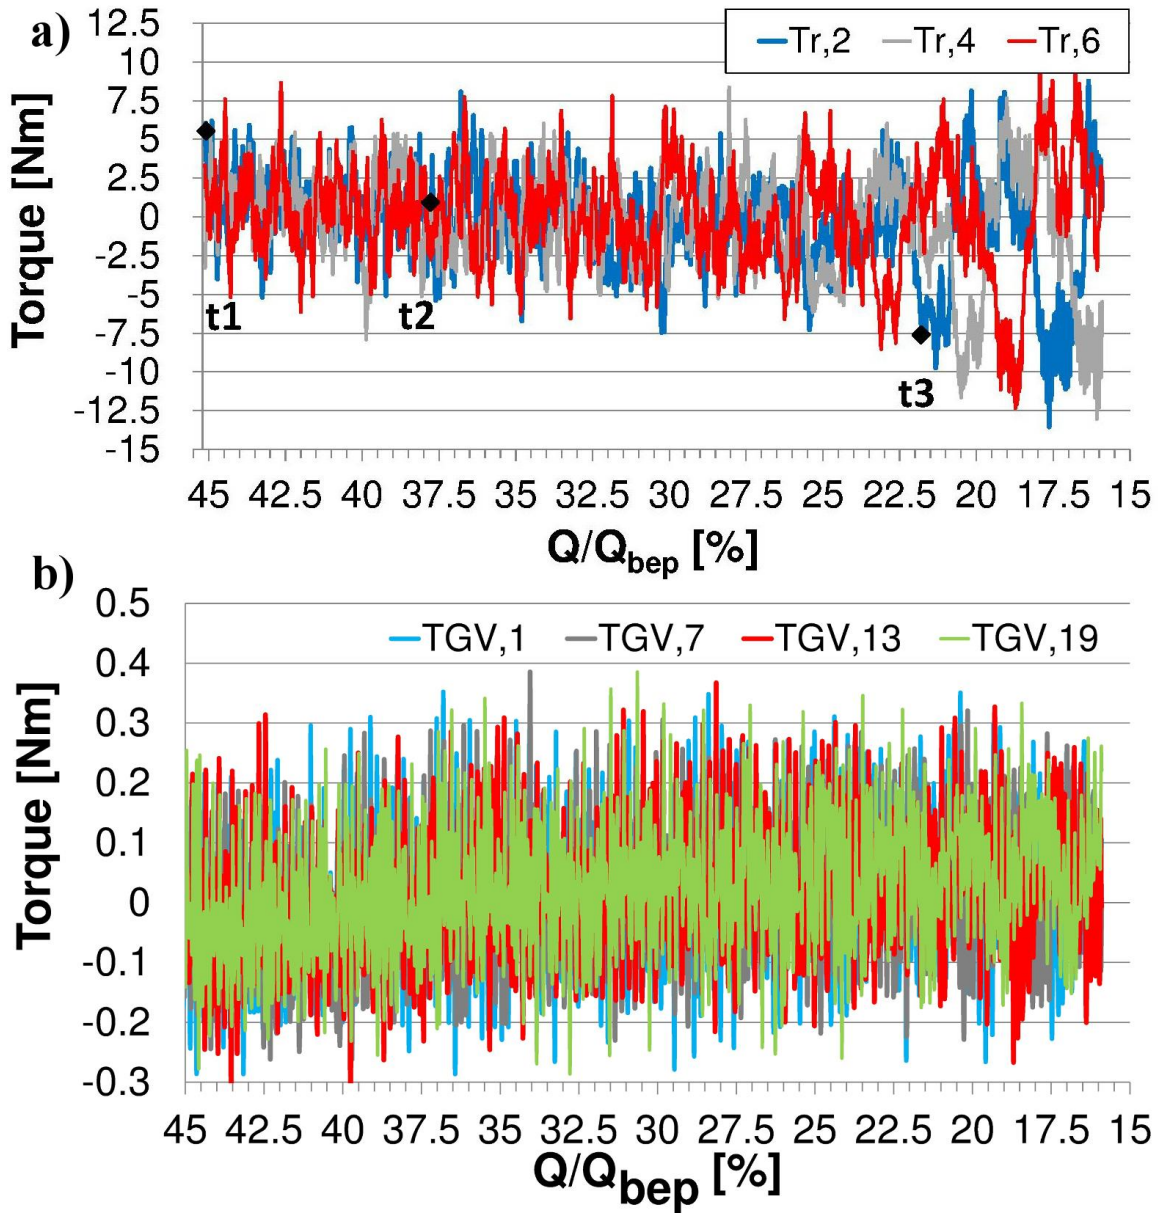 a)
12.5
10
7.5
5
2.5
0
-2.5
-5
-7.5
-10
-12.5
-15
Torque [Nm]
Tr,2 Tr,4 Tr,6
t1
t2
t3
45 42.5 40 37.5 35 32.5 30 27.5 25 22.5 20 17.5 15
Q/Qbep [%]
b)
0.5
0.4
0.3
0.2
0.1
0
-0.1
-0.2
-0.3
Torque [Nm]
TGV,1 TGV,7 TGV,13 TGV,19
45 42.5 40 37.5 35 32.5 30 27.5 25 22.5 20 17.5 15
Q/Qbep [%]